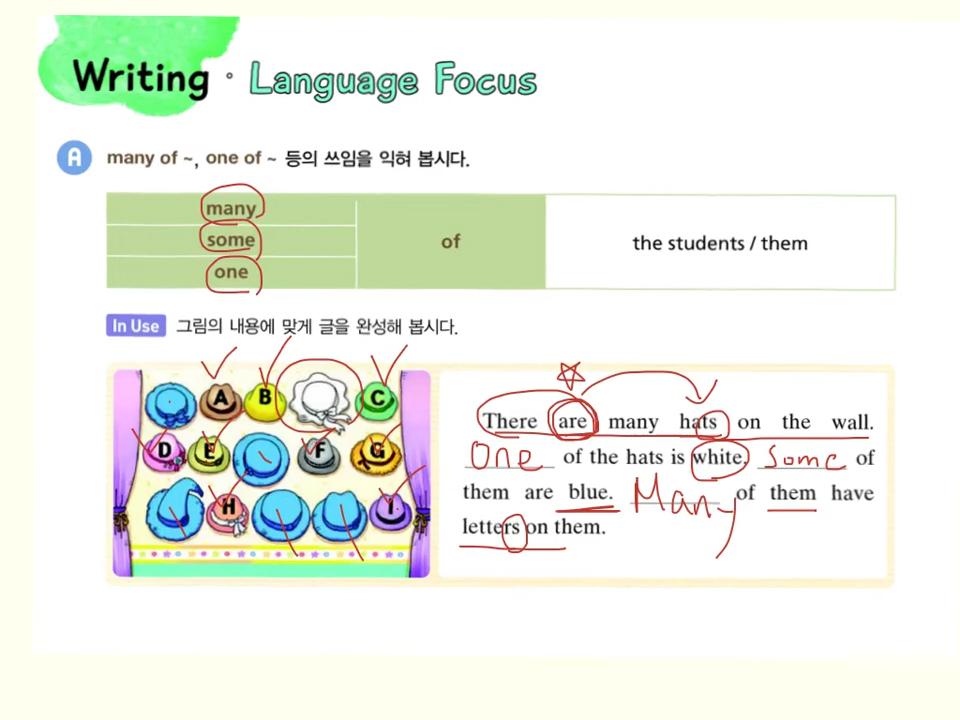 Writing · Language Focus
A many of ~, one of ~ 등의 쓰임을 익혀 봅시다.
many
some
one
of
the students / them
In Use 그림의 내용에 맞게 글을 완성해 봅시다.
A B C
D E F G
H I
There are many hats on the wall.
One of the hats is white. Some of
them are blue. Many of them have
letters on them.